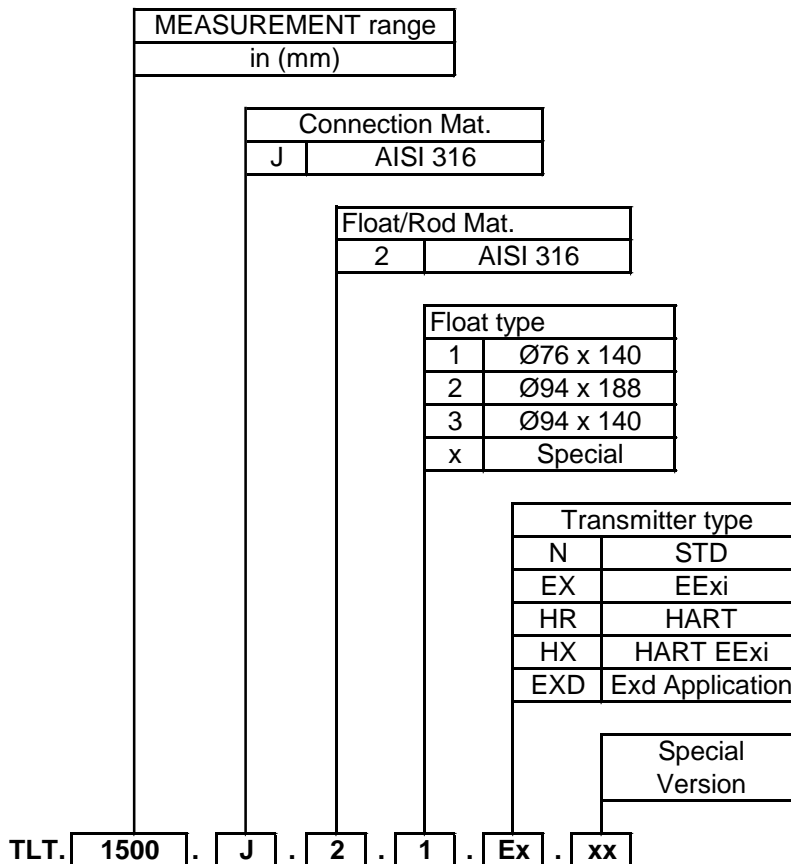 MEASUREMENT range
in (mm)
Connection Mat.
J AISI 316
Float/Rod Mat.
2 AISI 316
Float type
1 Ø76 x 140
2 Ø94 x 188
3 Ø94 x 140
x Special
Transmitter type
N STD
EX EExi
HR HART
HX HART EExi
EXD Exd Application
Special
Version
TLT. 1500 . J . 2 . 1 . Ex . xx